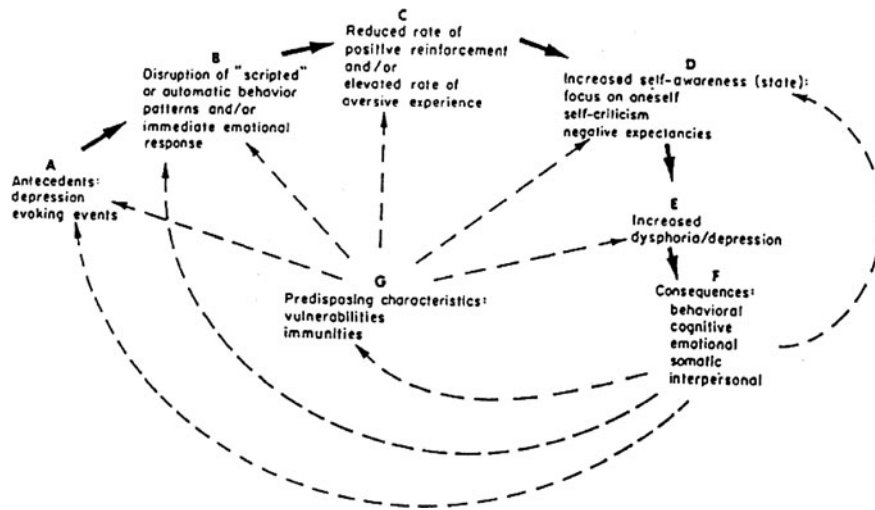 A
Antecedents:
depression
evoking events
B
Disruption of "scripted"
or automatic behavior
patterns and/or
immediate emotional
response
C
Reduced rate of
positive reinforcement
and/or
elevated rate of
aversive experience
D
Increased self-awareness (state):
focus on oneself
self-criticism
negative expectancies
E
Increased
dysphoria/depression
F
Consequences:
behavioral
cognitive
emotional
somatic
interpersonal
G
Predisposing characteristics:
vulnerabilities
immunities